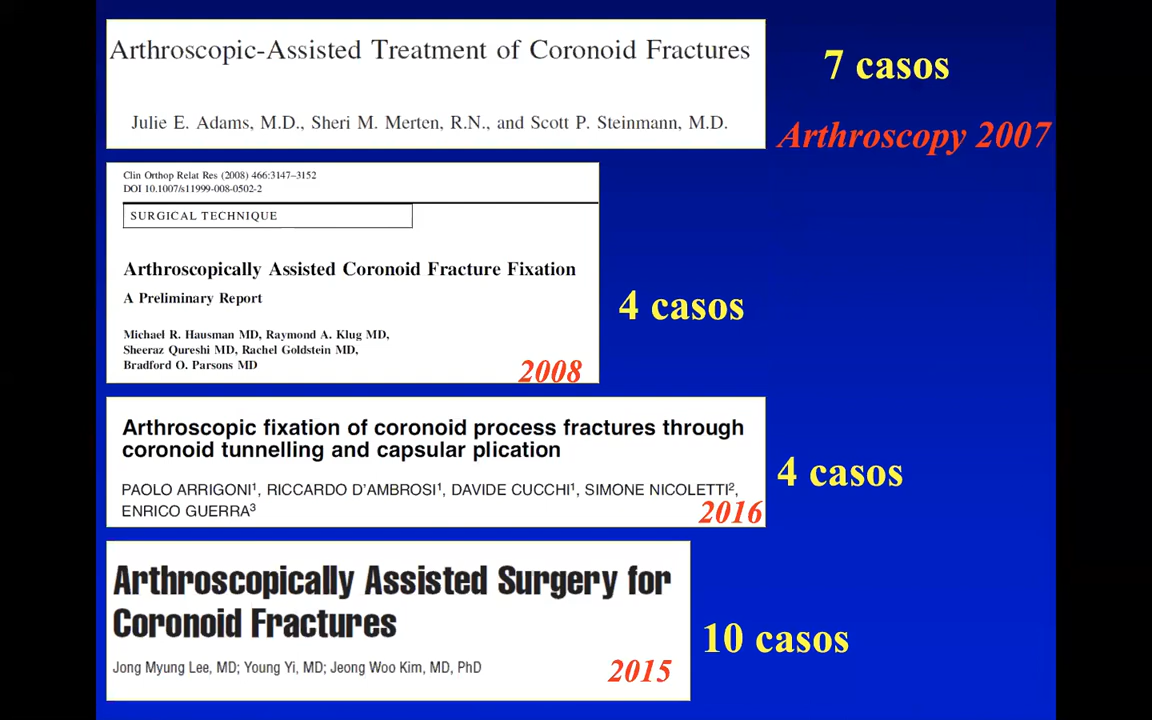 Arthroscopic-Assisted Treatment of Coronoid Fractures
Julie E. Adams, M.D., Sheri M. Merten, R.N., and Scott P. Steinmann, M.D.
7 casos
Arthroscopy 2007
Clin Orthop Relat Res (2008) 466:3147–3152
DOI 10.1007/s11999-008-0502-2
SURGICAL TECHNIQUE
Arthroscopically Assisted Coronoid Fracture Fixation
A Preliminary Report
Michael R. Hausman MD, Raymond A. Klug MD,
Sheeraz Qureshi MD, Rachel Goldstein MD,
Bradford O. Parsons MD
2008
4 casos
Arthroscopic fixation of coronoid process fractures through
coronoid tunnelling and capsular plication
PAOLO ARRIGONI¹, RICCARDO D'AMBROSI¹, DAVIDE CUCCHI¹, SIMONE NICOLETTI²,
ENRICO GUERRA³
2016
4 casos
Arthroscopically Assisted Surgery for
Coronoid Fractures
Jong Myung Lee, MD; Young Yi, MD; Jeong Woo Kim, MD, PhD
2015
10 casos